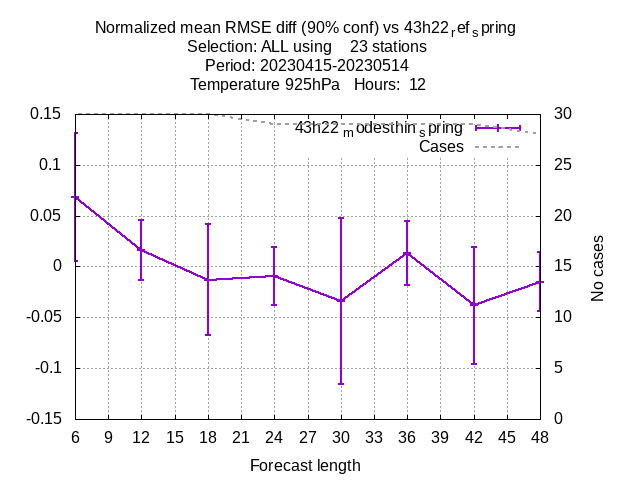 Normalized mean RMSE diff (90% conf) vs 43h22refspring
Selection: ALL using 23 stations
Period: 20230415-20230514
Temperature 925hPa Hours: 12
43h22modesthinspring
Cases
0.15
0.1
0.05
0
-0.05
-0.1
-0.15
30
25
20
15
10
5
0
No cases
6 9 12 15 18 21 24 27 30 33 36 39 42 45 48
Forecast length